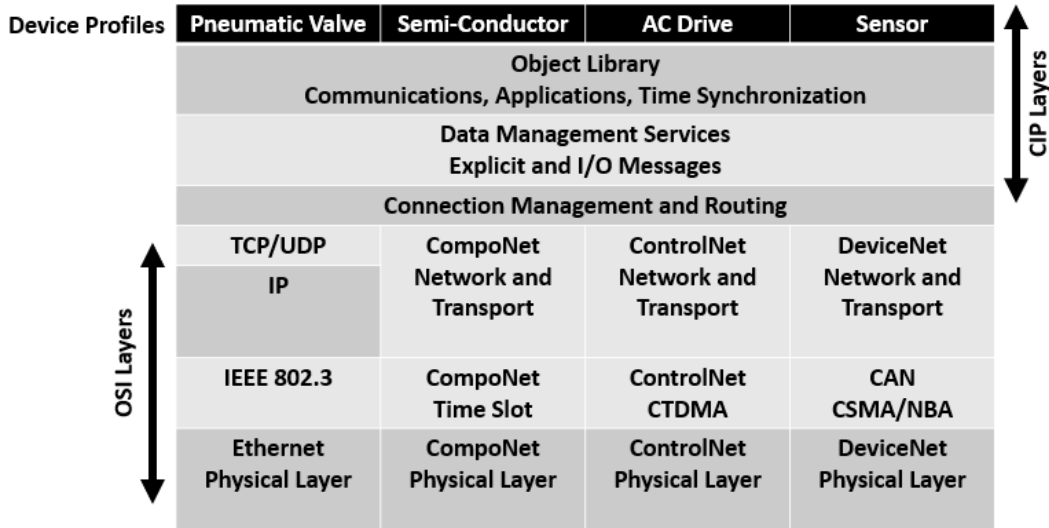 Device Profiles Pneumatic Valve Semi-Conductor AC Drive Sensor
Object Library
Communications, Applications, Time Synchronization
Data Management Services
Explicit and I/O Messages
Connection Management and Routing
CIP Layers
OSI Layers
TCP/UDP
IP
CompoNet
Network and
Transport
ControlNet
Network and
Transport
DeviceNet
Network and
Transport
IEEE 802.3
CompoNet
Time Slot
ControlNet
CTDMA
CAN
CSMA/NBA
Ethernet
Physical Layer
CompoNet
Physical Layer
ControlNet
Physical Layer
DeviceNet
Physical Layer